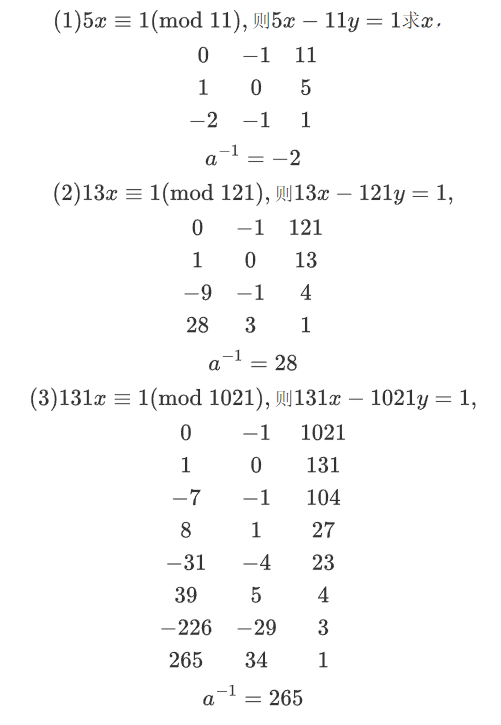 (1)5x ≡ 1(mod 11), 则5x − 11y = 1求x.
0 −1 11
1 0 5
−2 −1 1
a⁻¹ = −2
(2)13x ≡ 1(mod 121), 则13x − 121y = 1,
0 −1 121
1 0 13
−9 −1 4
28 3 1
a⁻¹ = 28
(3)131x ≡ 1(mod 1021), 则131x − 1021y = 1,
0 −1 1021
1 0 131
−7 −1 104
8 1 27
−31 −4 23
39 5 4
−226 −29 3
265 34 1
a⁻¹ = 265